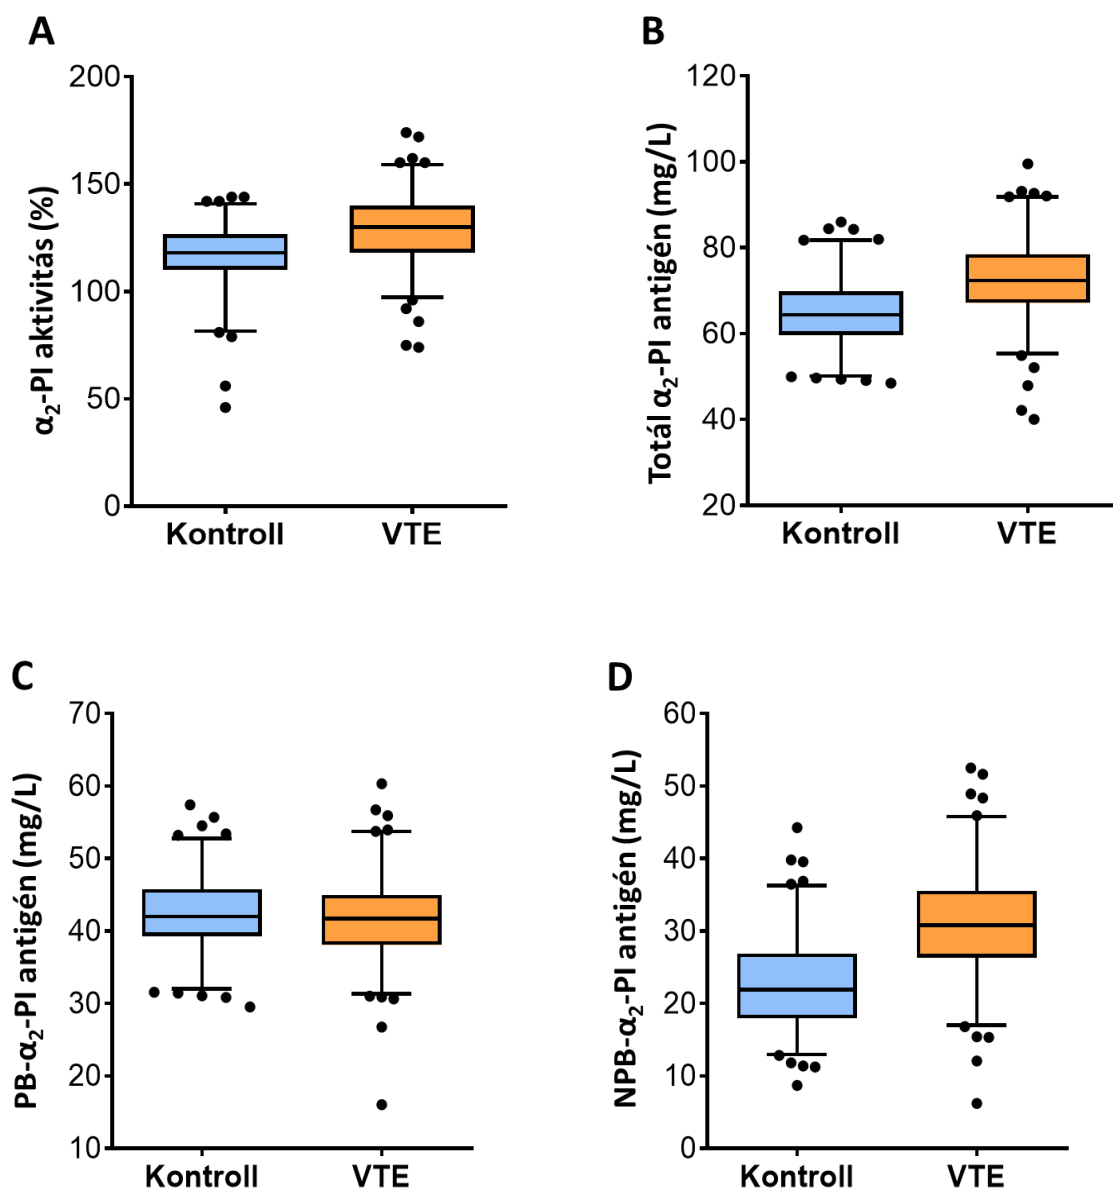 A
α₂-PI aktivitás (%)
200
150
100
50
0
Kontroll VTE
B
Totál α₂-PI antigén (mg/L)
120
100
80
60
40
20
Kontroll VTE
C
PB-α₂-PI antigén (mg/L)
70
60
50
40
30
20
10
Kontroll VTE
D
NPB-α₂-PI antigén (mg/L)
60
50
40
30
20
10
0
Kontroll VTE